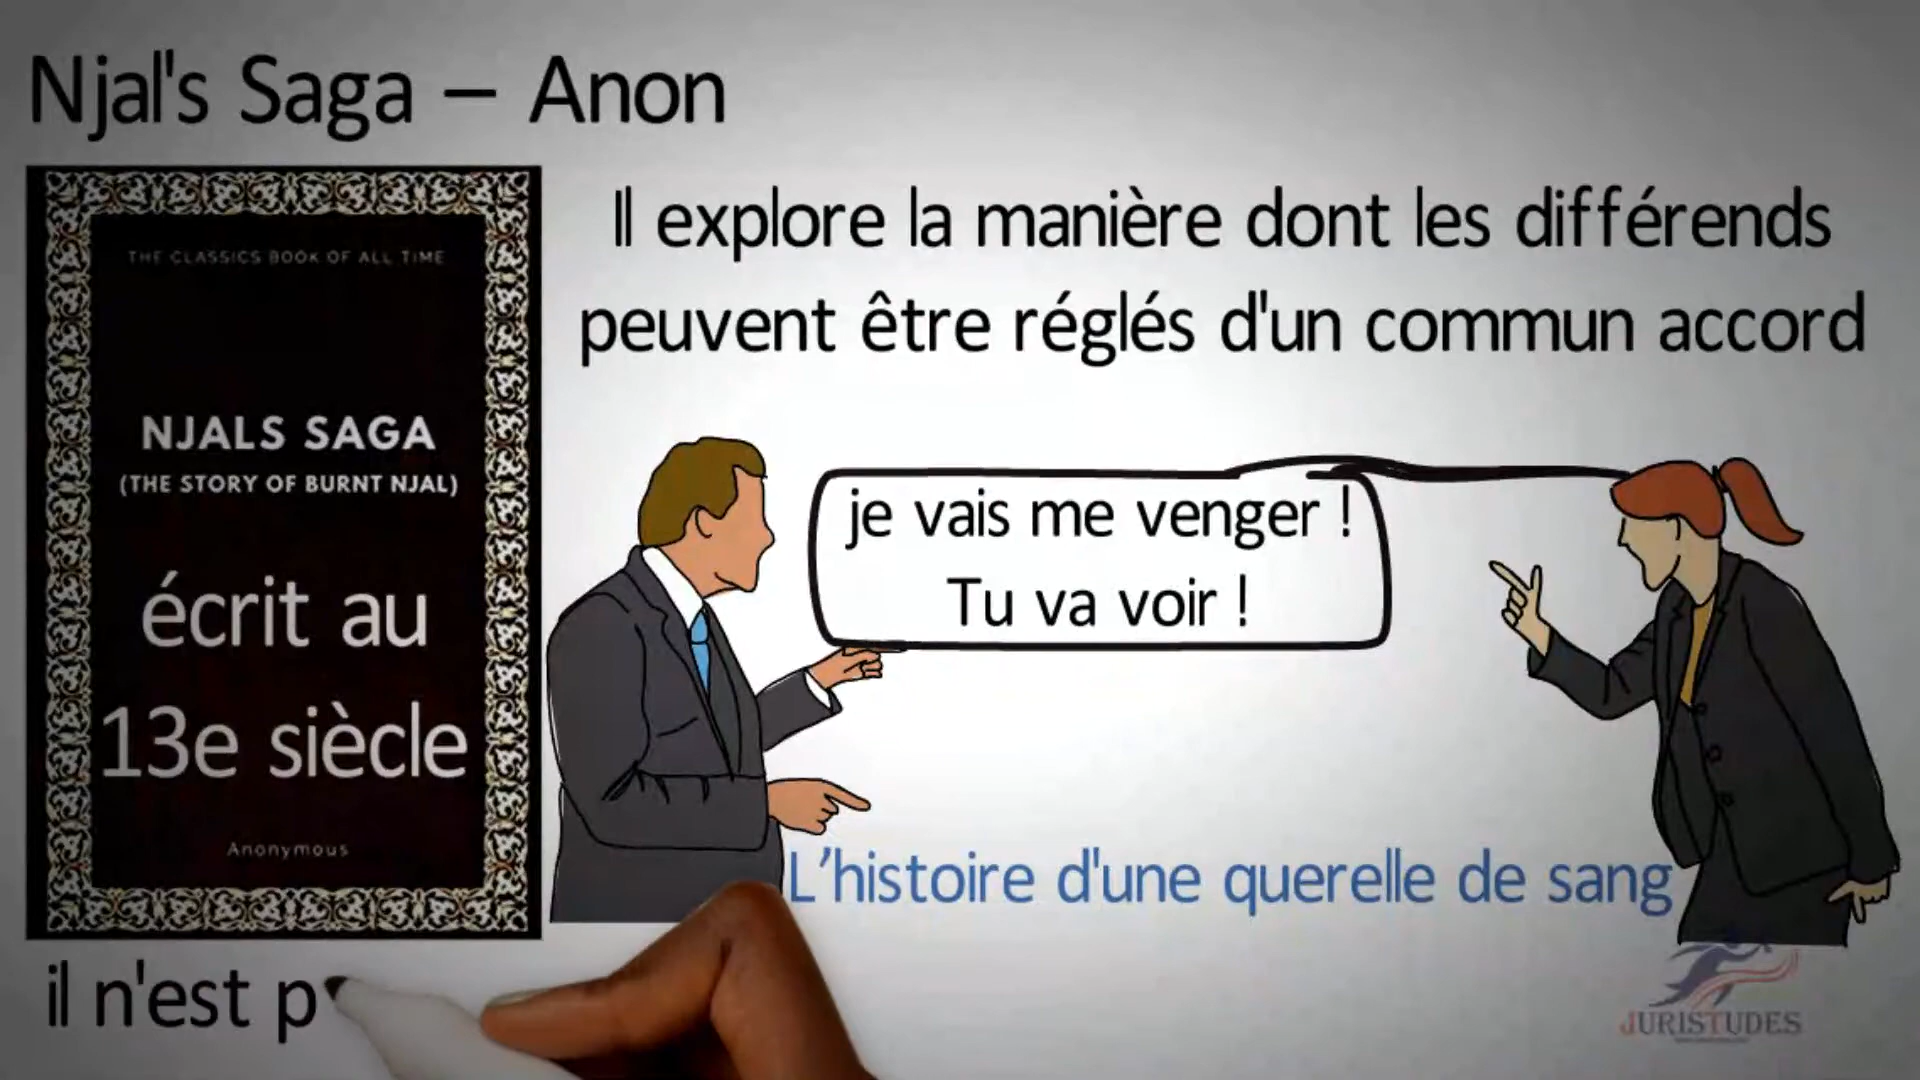 Njal's Saga – Anon
THE CLASSICS BOOK OF ALL TIME
NJALS SAGA
(THE STORY OF BURNT NJAL)
écrit au
13e siècle
Anonymous
Il explore la manière dont les différends
peuvent être réglés d'un commun accord
je vais me venger !
Tu va voir !
L’histoire d'une querelle de sang
il n'est p
JURISTUDES